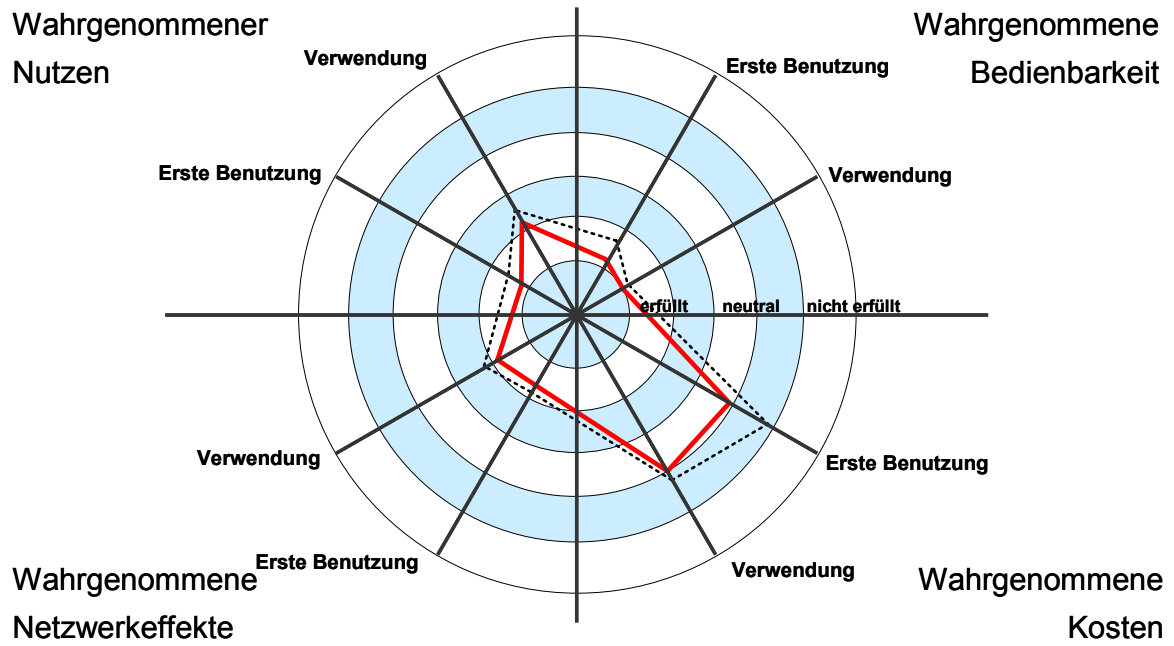 Wahrgenommener
Nutzen
Wahrgenommene
Bedienbarkeit
Verwendung
Erste Benutzung
Erste Benutzung
Verwendung
erfüllt
neutral
nicht erfüllt
Verwendung
Erste Benutzung
Erste Benutzung
Verwendung
Wahrgenommene
Netzwerkeffekte
Wahrgenommene
Kosten